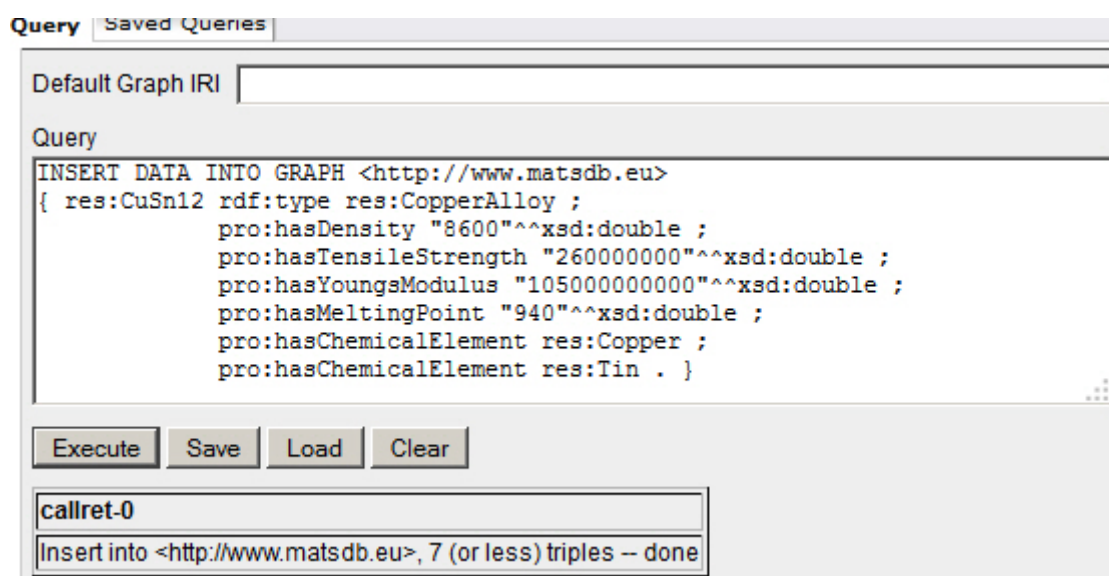 Query Saved Queries
Default Graph IRI
Query
INSERT DATA INTO GRAPH <http://www.matsdb.eu>
{ res:CuSn12 rdf:type res:CopperAlloy ;
pro:hasDensity "8600"^^xsd:double ;
pro:hasTensileStrength "260000000"^^xsd:double ;
pro:hasYoungsModulus "105000000000"^^xsd:double ;
pro:hasMeltingPoint "940"^^xsd:double ;
pro:hasChemicalElement res:Copper ;
pro:hasChemicalElement res:Tin . }
Execute Save Load Clear
callret-0
Insert into <http://www.matsdb.eu>, 7 (or less) triples -- done